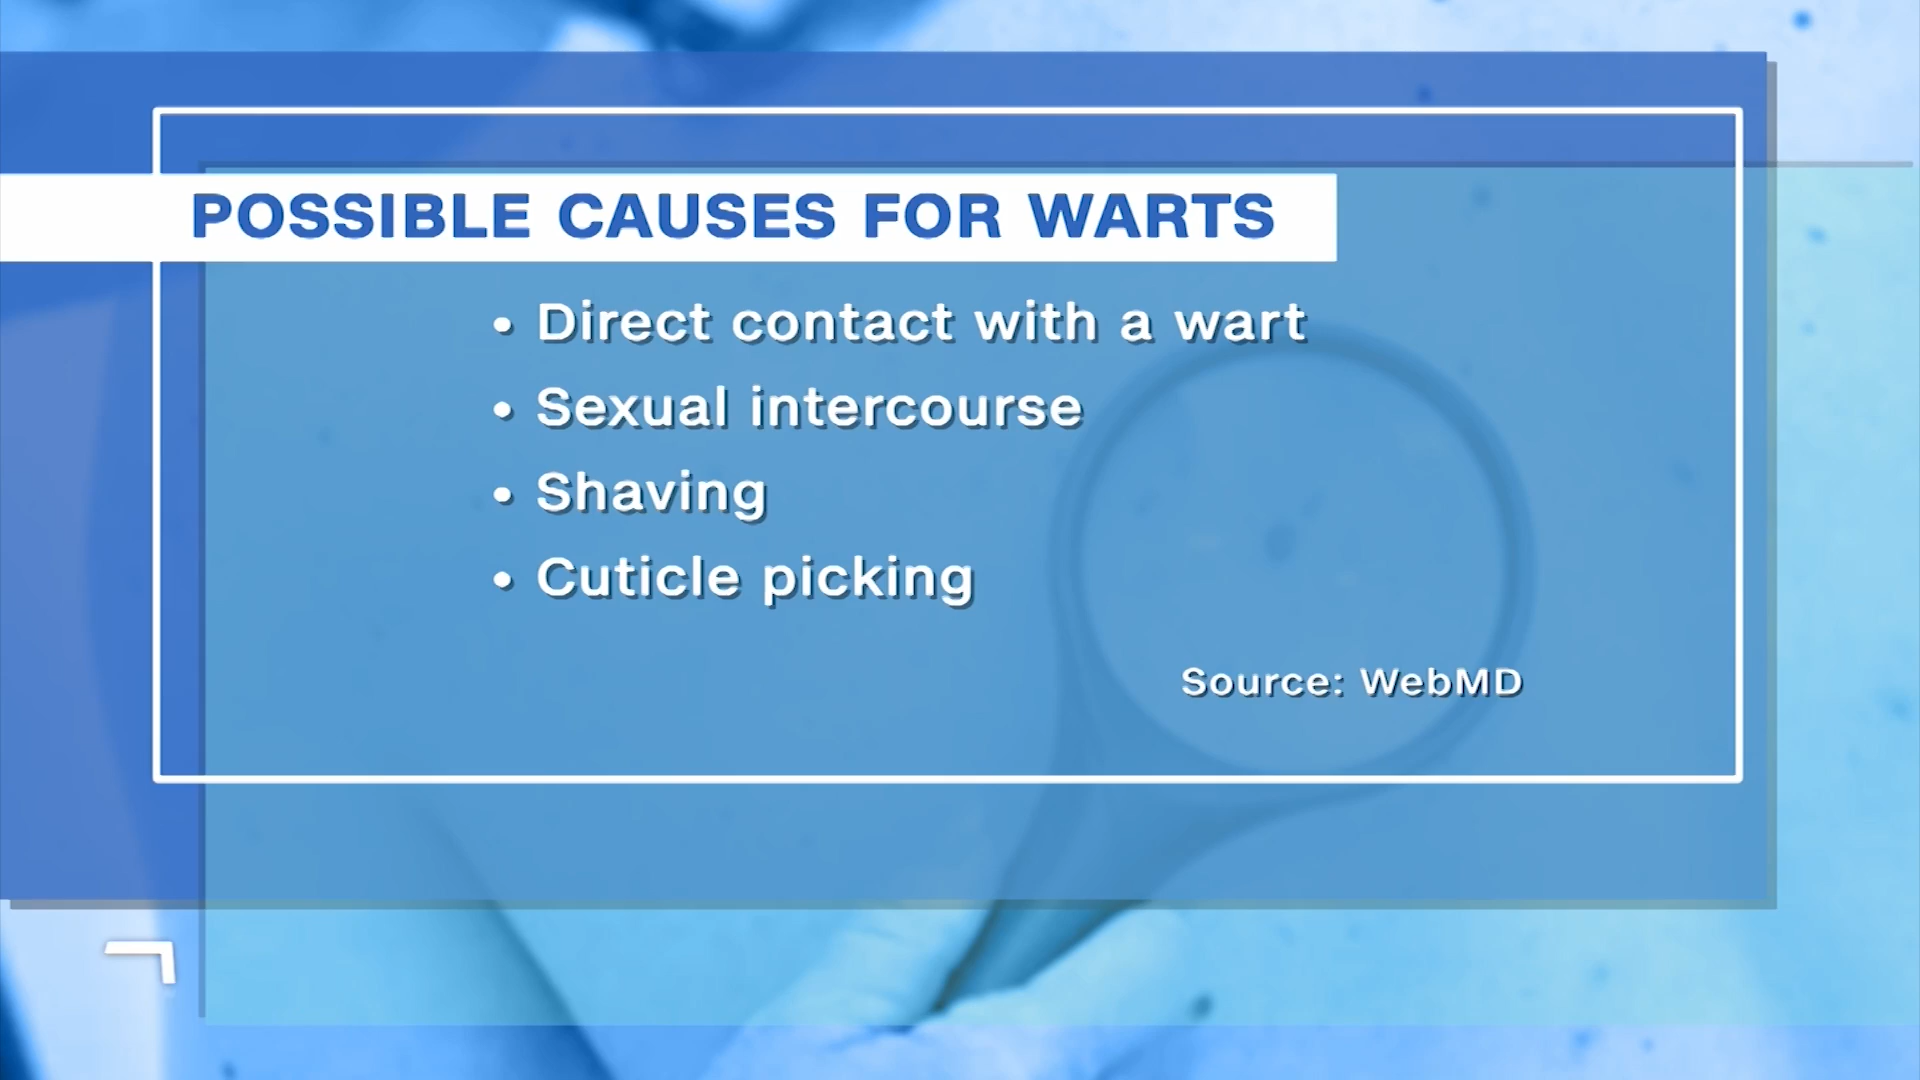 POSSIBLE CAUSES FOR WARTS
• Direct contact with a wart
• Sexual intercourse
• Shaving
• Cuticle picking
Source: WebMD